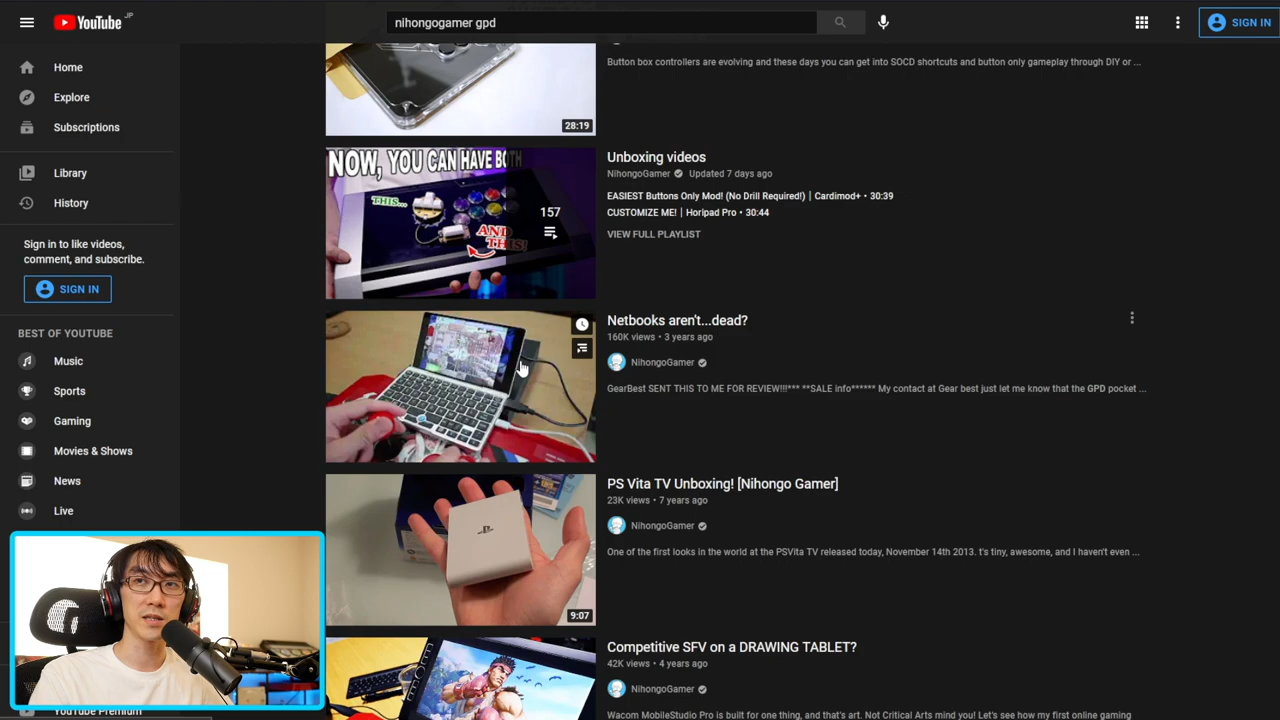 YouTube JP
nihongogamer gpd
SIGN IN
Home
Explore
Subscriptions
Library
History
Sign in to like videos,
comment, and subscribe.
SIGN IN
BEST OF YOUTUBE
Music
Sports
Gaming
Movies & Shows
News
Live
YouTube Premium
28:19
Button box controllers are evolving and these days you can get into SOCD shortcuts and button only gameplay through DIY or ...
NOW, YOU CAN HAVE BOTH
THIS...
AND
THIS!
157
Unboxing videos
NihongoGamer Updated 7 days ago
EASIEST Buttons Only Mod! (No Drill Required!) | Cardimod+ • 30:39
CUSTOMIZE ME! | Horipad Pro • 30:44
VIEW FULL PLAYLIST
Netbooks aren't...dead?
160K views • 3 years ago
NihongoGamer
GearBest SENT THIS TO ME FOR REVIEW!!!*** **SALE info****** My contact at Gear best just let me know that the GPD pocket ...
9:07
PS Vita TV Unboxing! [Nihongo Gamer]
23K views • 7 years ago
NihongoGamer
One of the first looks in the world at the PSVita TV released today, November 14th 2013. t's tiny, awesome, and I haven't even ...
Competitive SFV on a DRAWING TABLET?
42K views • 4 years ago
NihongoGamer
Wacom MobileStudio Pro is built for one thing, and that's art. Not Critical Arts mind you! Let's see how my first online gaming